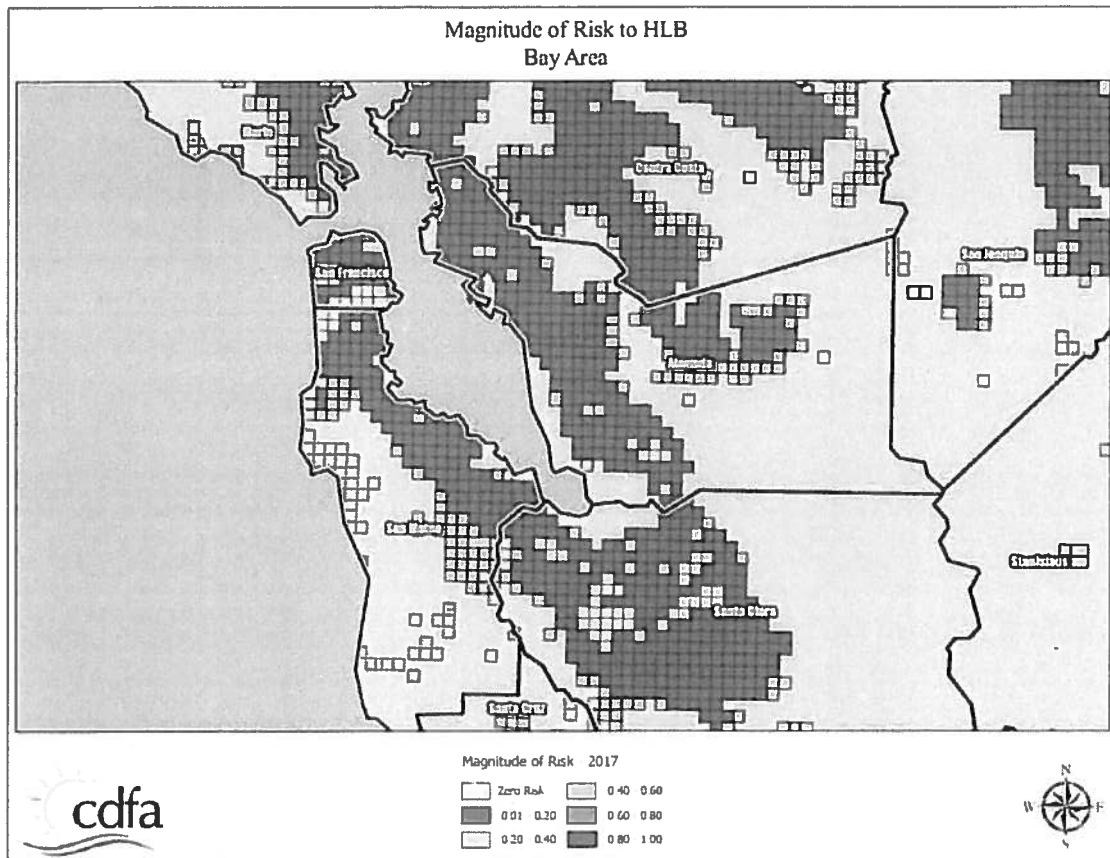 Magnitude of Risk to HLB
Bay Area
Marin
Contra Costa
San Francisco
San Joaquin
Alameda
San Mateo
Stanislaus
Santa Clara
Santa Cruz
Magnitude of Risk - 2017
Zero Risk
0.40 - 0.60
0.01 - 0.20
0.60 - 0.80
0.20 - 0.40
0.80 - 1.00
cdfa
N
W
E
S